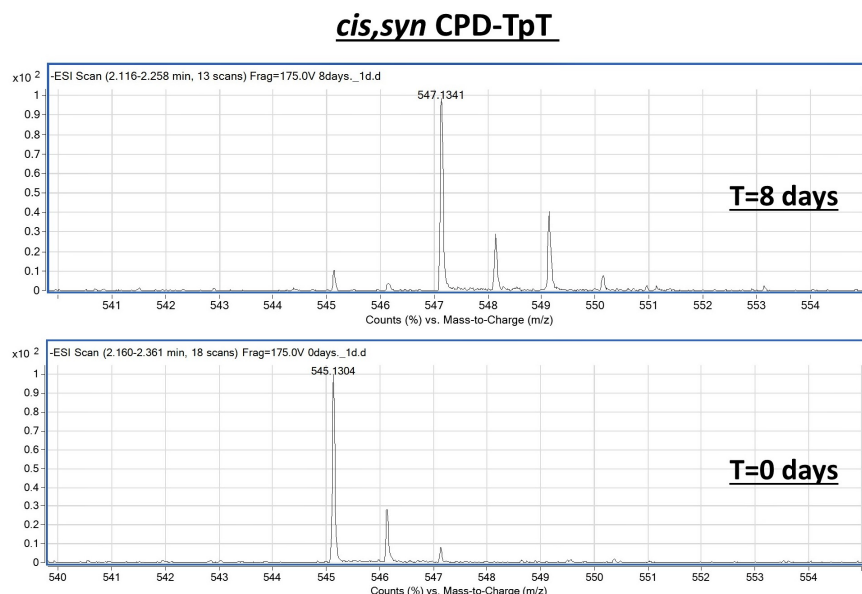 cis,syn CPD-TpT
x10 2
-ESI Scan (2.116-2.258 min, 13 scans) Frag=175.0V 8days._1d.d
1
547.1341
0.9
0.8
0.7
0.6
0.5
T=8 days
0.4
0.3
0.2
0.1
0
541 542 543 544 545 546 547 548 549 550 551 552 553 554
Counts (%) vs. Mass-to-Charge (m/z)
x10 2
-ESI Scan (2.160-2.361 min, 18 scans) Frag=175.0V 0days._1d.d
1
545.1304
0.9
0.8
0.7
0.6
0.5
T=0 days
0.4
0.3
0.2
0.1
0
540 541 542 543 544 545 546 547 548 549 550 551 552 553 554
Counts (%) vs. Mass-to-Charge (m/z)